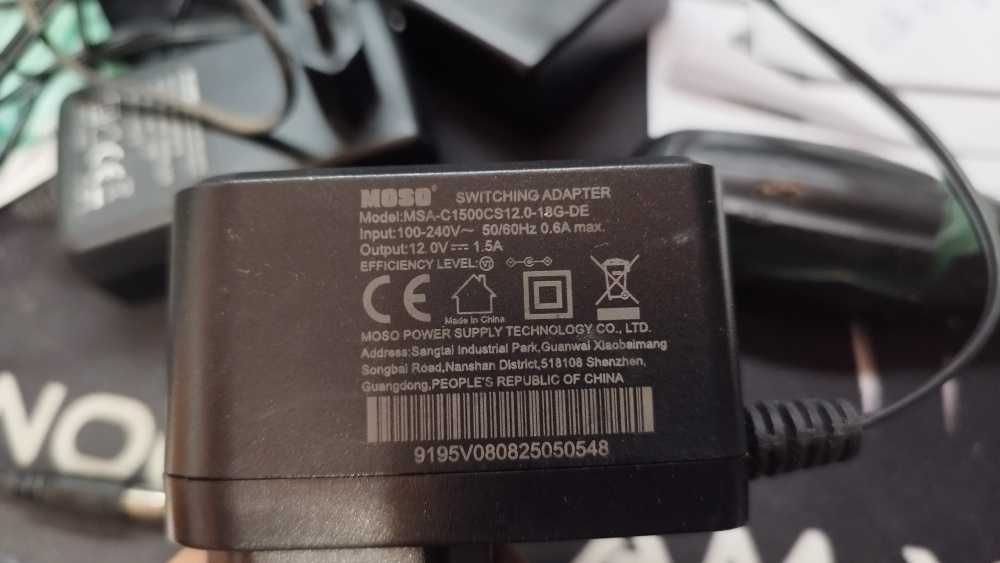 MOSO® SWITCHING ADAPTER
Model:MSA-C1500CS12.0-18G-DE
Input:100-240V~ 50/60Hz 0.6A max.
Output:12.0V⎓ 1.5A
EFFICIENCY LEVEL:VI
CE
Made in China
MOSO POWER SUPPLY TECHNOLOGY CO., LTD.
Address:Sangtai Industrial Park,Guanwai Xiaobaimang
Songbai Road,Nanshan District,518108 Shenzhen,
Guangdong,PEOPLE'S REPUBLIC OF CHINA
9195V080825050548
NO